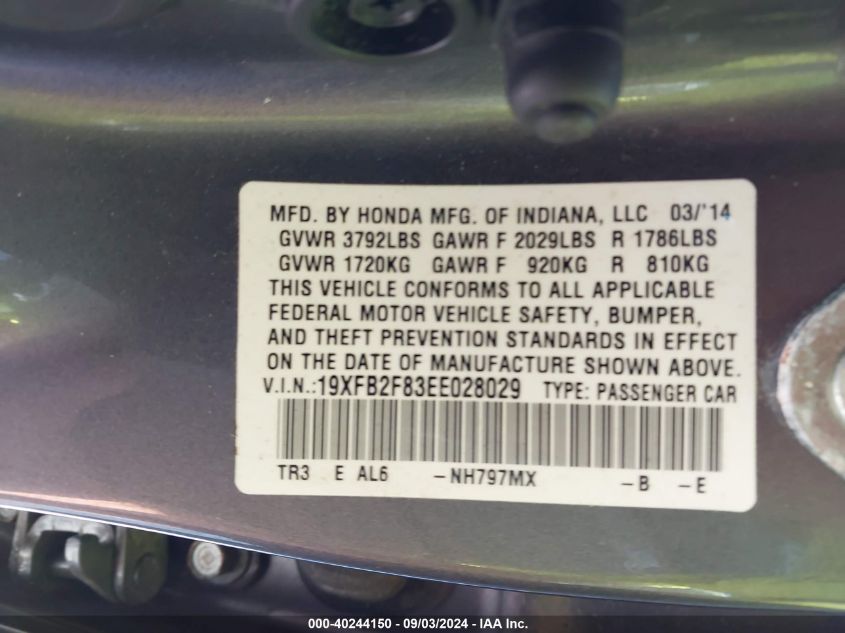 MFD. BY HONDA MFG. OF INDIANA, LLC 03/'14
GVWR 3792LBS GAWR F 2029LBS R 1786LBS
GVWR 1720KG GAWR F 920KG R 810KG
THIS VEHICLE CONFORMS TO ALL APPLICABLE
FEDERAL MOTOR VEHICLE SAFETY, BUMPER,
AND THEFT PREVENTION STANDARDS IN EFFECT
ON THE DATE OF MANUFACTURE SHOWN ABOVE.
V.I.N.:19XFB2F83EE028029 TYPE: PASSENGER CAR
TR3 E AL6 -NH797MX -B -E
000-40244150 - 09/03/2024 - IAA Inc.